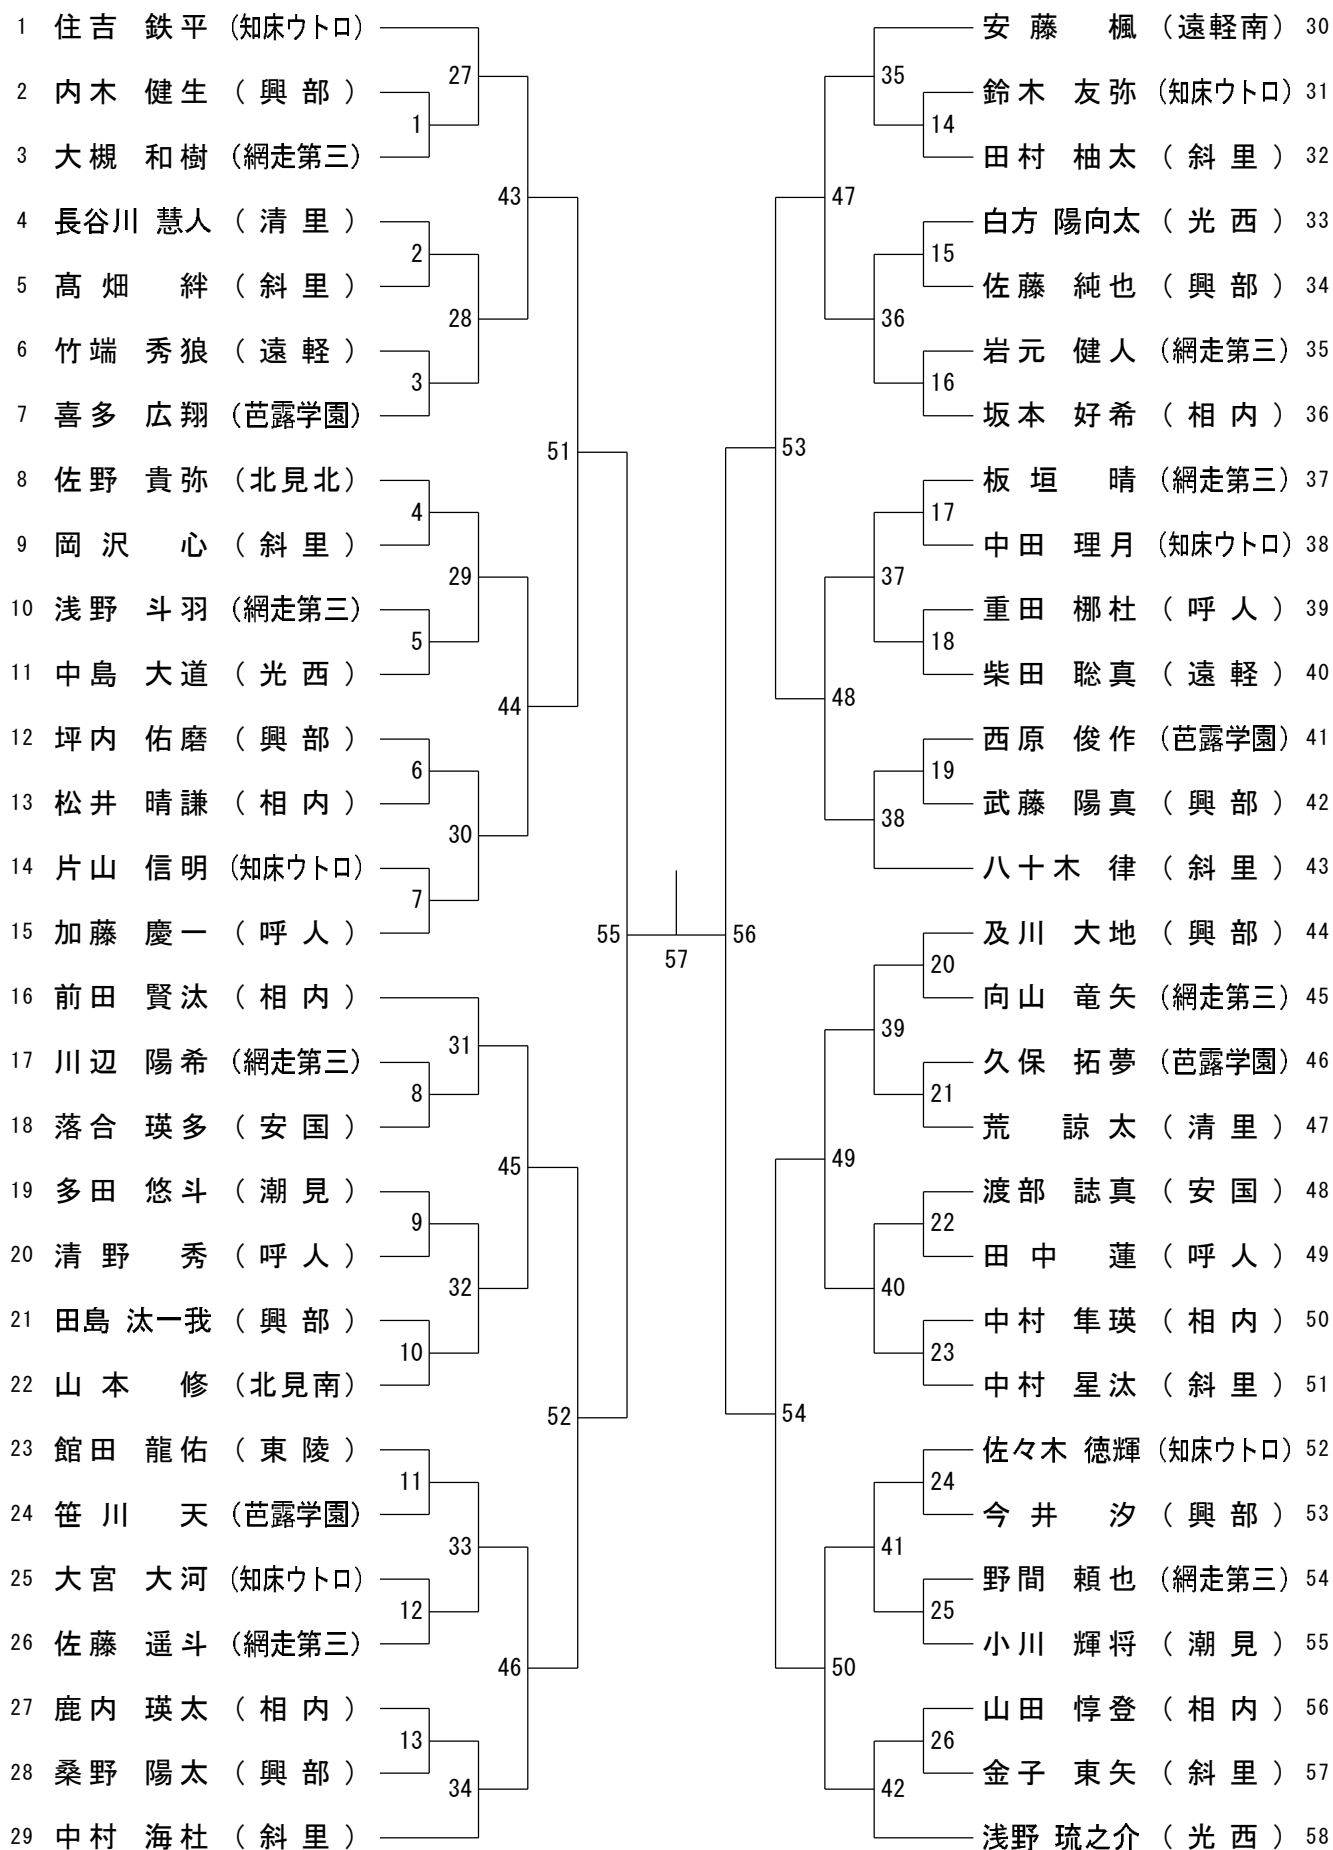 1 住吉 鉄平 (知床ウトロ)
2 内木 健生 (興部)
3 大槻 和樹 (網走第三)
4 長谷川 慧人 (清里)
5 髙畑 絆 (斜里)
6 竹端 秀狼 (遠軽)
7 喜多 広翔 (芭露学園)
8 佐野 貴弥 (北見北)
9 岡沢 心 (斜里)
10 浅野 斗羽 (網走第三)
11 中島 大道 (光西)
12 坪内 佑磨 (興部)
13 松井 晴謙 (相内)
14 片山 信明 (知床ウトロ)
15 加藤 慶一 (呼人)
16 前田 賢汰 (相内)
17 川辺 陽希 (網走第三)
18 落合 瑛多 (安国)
19 多田 悠斗 (潮見)
20 清野 秀 (呼人)
21 田島 汰一我 (興部)
22 山本 修 (北見南)
23 館田 龍佑 (東陵)
24 笹川 天 (芭露学園)
25 大宮 大河 (知床ウトロ)
26 佐藤 遥斗 (網走第三)
27 鹿内 瑛太 (相内)
28 桑野 陽太 (興部)
29 中村 海杜 (斜里)
1
2
3
4
5
6
7
8
9
10
11
12
13
27
28
29
30
31
32
33
34
43
44
45
46
51
52
55
57
56
53
54
47
48
49
50
35
36
37
38
39
40
41
42
14
15
16
17
18
19
20
21
22
23
24
25
26
安藤 楓 (遠軽南) 30
鈴木 友弥 (知床ウトロ) 31
田村 柚太 (斜里) 32
白方 陽向太 (光西) 33
佐藤 純也 (興部) 34
岩元 健人 (網走第三) 35
坂本 好希 (相内) 36
板垣 晴 (網走第三) 37
中田 理月 (知床ウトロ) 38
重田 梛杜 (呼人) 39
柴田 聡真 (遠軽) 40
西原 俊作 (芭露学園) 41
武藤 陽真 (興部) 42
八十木 律 (斜里) 43
及川 大地 (興部) 44
向山 竜矢 (網走第三) 45
久保 拓夢 (芭露学園) 46
荒 諒太 (清里) 47
渡部 誌真 (安国) 48
田中 蓮 (呼人) 49
中村 隼瑛 (相内) 50
中村 星汰 (斜里) 51
佐々木 徳輝 (知床ウトロ) 52
今井 汐 (興部) 53
野間 頼也 (網走第三) 54
小川 輝将 (潮見) 55
山田 惇登 (相内) 56
金子 東矢 (斜里) 57
浅野 琉之介 (光西) 58